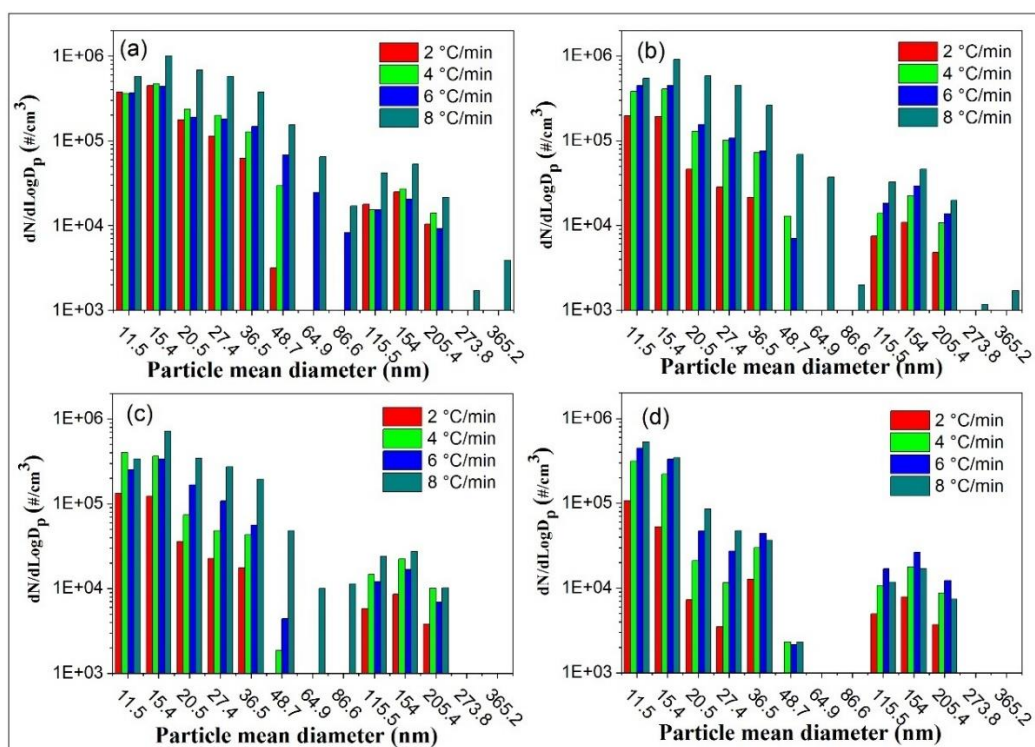 (a)
2 °C/min
4 °C/min
6 °C/min
8 °C/min
1E+06
1E+05
1E+04
1E+03
dN/dLogDp (#/cm³)
11.5 15.4 20.5 27.4 36.5 48.7 64.9 86.6 115.5 154 205.4 273.8 365.2
Particle mean diameter (nm)
(b)
2 °C/min
4 °C/min
6 °C/min
8 °C/min
1E+06
1E+05
1E+04
1E+03
dN/dLogDp (#/cm³)
11.5 15.4 20.5 27.4 36.5 48.7 64.9 86.6 115.5 154 205.4 273.8 365.2
Particle mean diameter (nm)
(c)
2 °C/min
4 °C/min
6 °C/min
8 °C/min
1E+06
1E+05
1E+04
1E+03
dN/dLogDp (#/cm³)
11.5 15.4 20.5 27.4 36.5 48.7 64.9 86.6 115.5 154 205.4 273.8 365.2
Particle mean diameter (nm)
(d)
2 °C/min
4 °C/min
6 °C/min
8 °C/min
1E+06
1E+05
1E+04
1E+03
dN/dLogDp (#/cm³)
11.5 15.4 20.5 27.4 36.5 48.7 64.9 86.6 115.5 154 205.4 273.8 365.2
Particle mean diameter (nm)